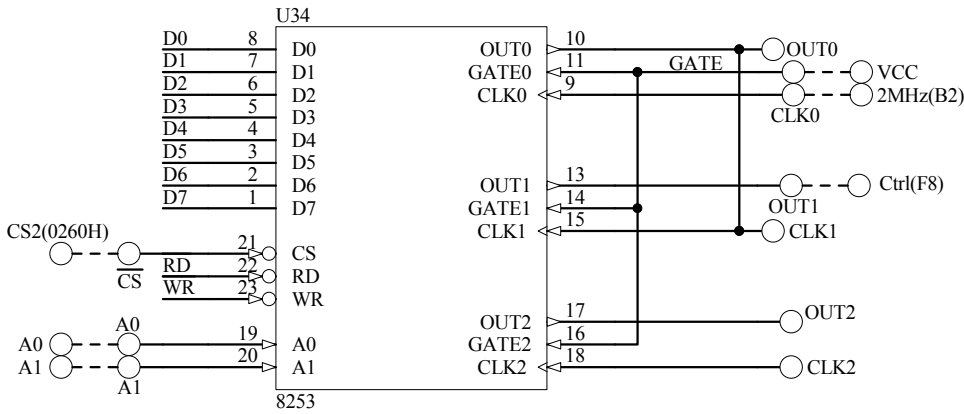 U34
D0 8 D0 OUT0 10 OUT0
D1 7 D1 GATE0 11 GATE VCC
D2 6 D2 CLK0 9 2MHz(B2)
CLK0
D3 5 D3
D4 4 D4
D5 3 D5
D6 2 D6 OUT1 13 Ctrl(F8)
OUT1
D7 1 D7 GATE1 14
CLK1 15 CLK1
CS2(0260H) 21 CS
CS
RD 22 RD
WR 23 WR
OUT2 17 OUT2
A0
A0 19 A0 GATE2 16
A1 20 A1 CLK2 18 CLK2
A1
8253